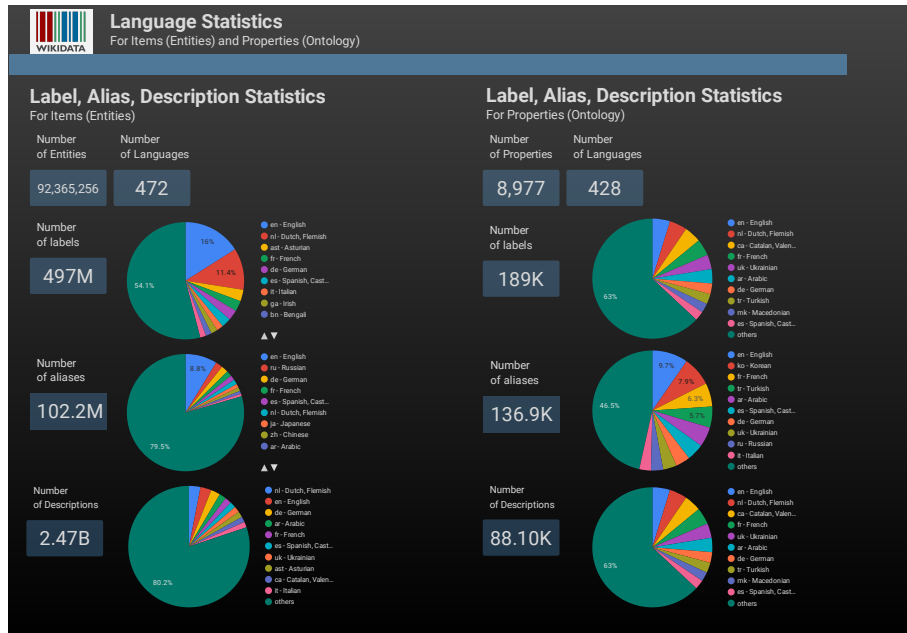 WIKIDATA
Language Statistics
For Items (Entities) and Properties (Ontology)
Label, Alias, Description Statistics
For Items (Entities)
Number
of Entities
92,365,256
Number
of Languages
472
Number
of labels
497M
16%
11.4%
54.1%
en - English
nl - Dutch, Flemish
ast - Asturian
fr - French
de - German
es - Spanish, Cast...
it - Italian
ga - Irish
bn - Bengali
▲ ▼
Number
of aliases
102.2M
8.8%
79.5%
en - English
ru - Russian
de - German
fr - French
es - Spanish, Cast...
nl - Dutch, Flemish
ja - Japanese
zh - Chinese
ar - Arabic
▲ ▼
Number
of Descriptions
2.47B
80.2%
nl - Dutch, Flemish
en - English
de - German
ar - Arabic
fr - French
es - Spanish, Cast...
uk - Ukrainian
ast - Asturian
ca - Catalan, Valen...
it - Italian
others
Label, Alias, Description Statistics
For Properties (Ontology)
Number
of Properties
8,977
Number
of Languages
428
Number
of labels
189K
63%
en - English
nl - Dutch, Flemish
ca - Catalan, Valen...
fr - French
uk - Ukrainian
ar - Arabic
de - German
tr - Turkish
mk - Macedonian
es - Spanish, Cast...
others
Number
of aliases
136.9K
9.7%
7.9%
6.3%
5.7%
46.5%
en - English
ko - Korean
fr - French
tr - Turkish
ar - Arabic
es - Spanish, Cast...
de - German
uk - Ukrainian
ru - Russian
it - Italian
others
Number
of Descriptions
88.10K
63%
en - English
nl - Dutch, Flemish
ca - Catalan, Valen...
fr - French
uk - Ukrainian
ar - Arabic
de - German
tr - Turkish
mk - Macedonian
es - Spanish, Cast...
others